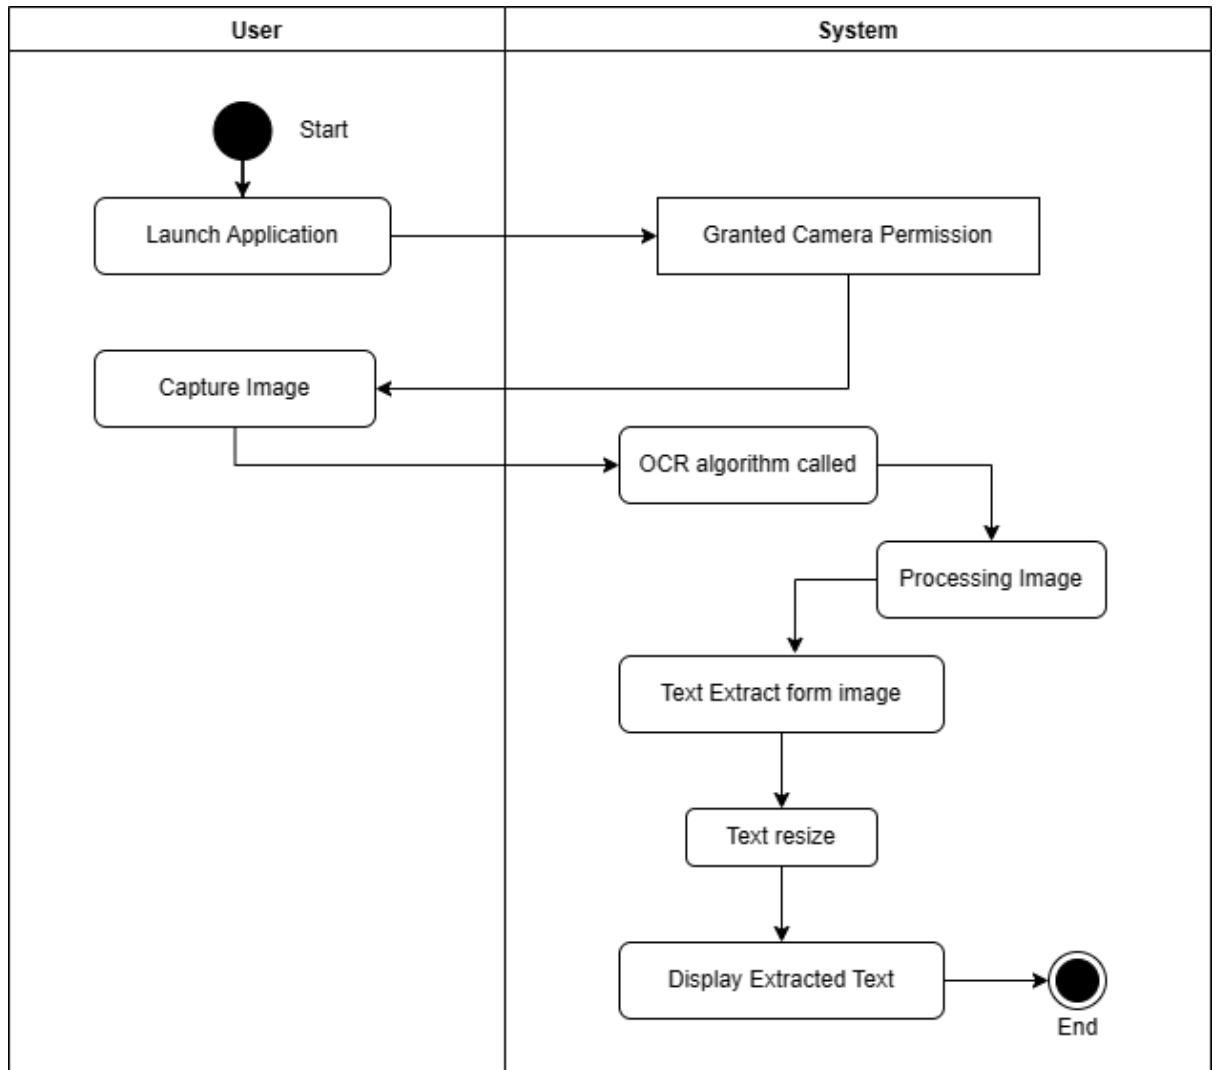 User
System
Start
Launch Application
Granted Camera Permission
Capture Image
OCR algorithm called
Processing Image
Text Extract form image
Text resize
Display Extracted Text
End